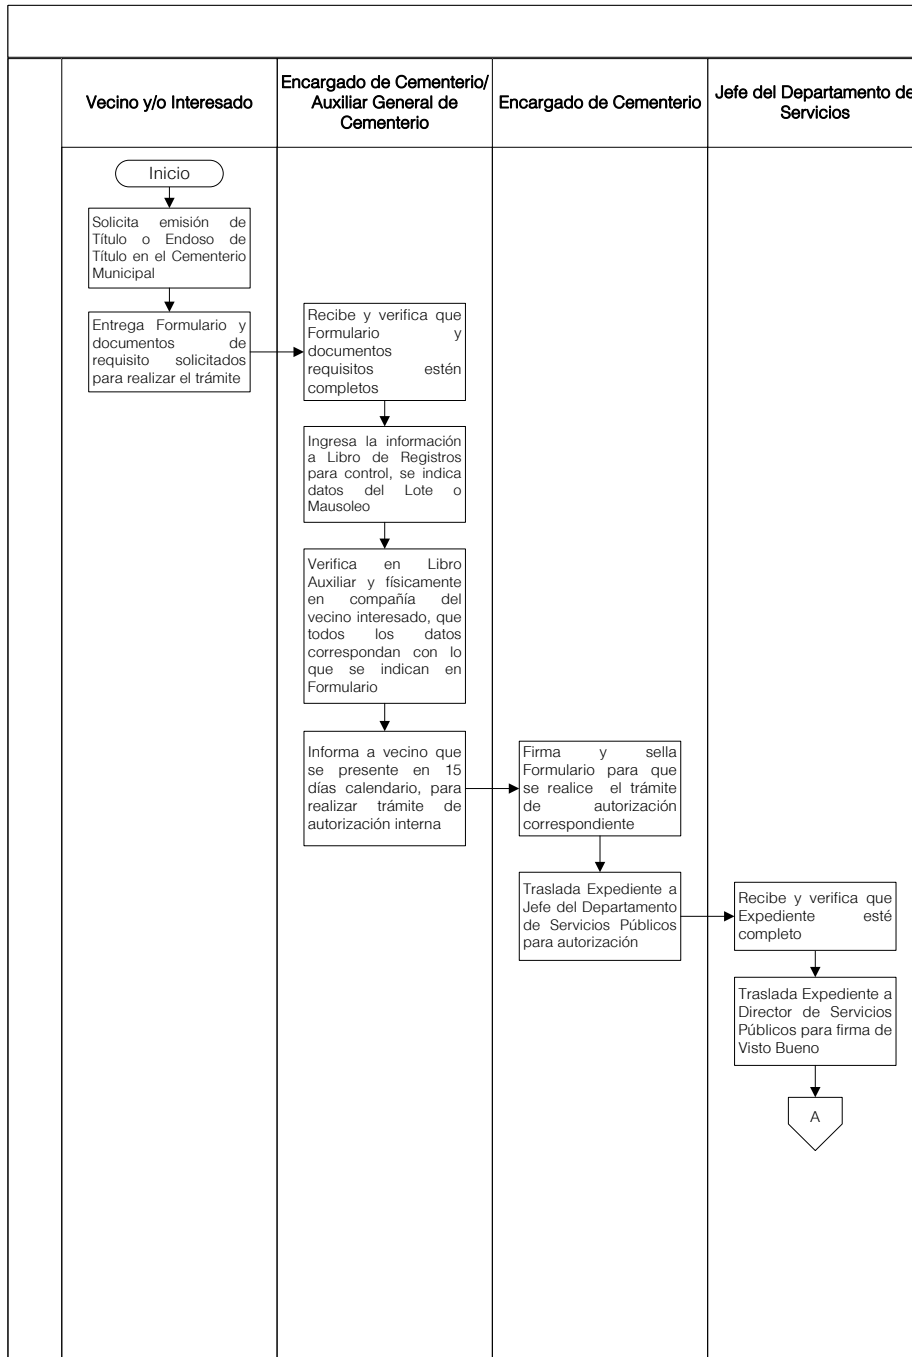 Vecino y/o Interesado
Encargado de Cementerio/
Auxiliar General de
Cementerio
Encargado de Cementerio
Jefe del Departamento de
Servicios
Inicio
Solicita emisión de
Título o Endoso de
Título en el Cementerio
Municipal
Entrega Formulario y
documentos de
requisito solicitados
para realizar el trámite
Recibe y verifica que
Formulario y
documentos
requisitos estén
completos
Ingresa la información
a Libro de Registros
para control, se indica
datos del Lote o
Mausoleo
Verifica en Libro
Auxiliar y físicamente
en compañía del
vecino interesado, que
todos los datos
correspondan con lo
que se indican en
Formulario
Informa a vecino que
se presente en 15
días calendario, para
realizar trámite de
autorización interna
Firma y sella
Formulario para que
se realice el trámite
de autorización
correspondiente
Traslada Expediente a
Jefe del Departamento
de Servicios Públicos
para autorización
Recibe y verifica que
Expediente esté
completo
Traslada Expediente a
Director de Servicios
Públicos para firma de
Visto Bueno
A